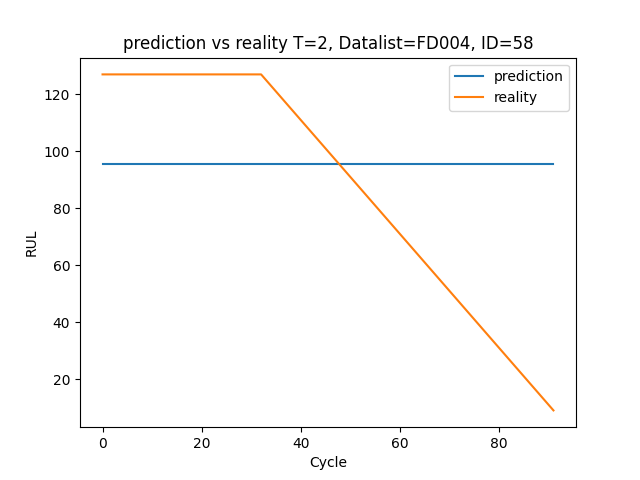 prediction vs reality T=2, Datalist=FD004, ID=58
prediction
reality
120
100
80
60
40
20
RUL
0
20
40
60
80
Cycle